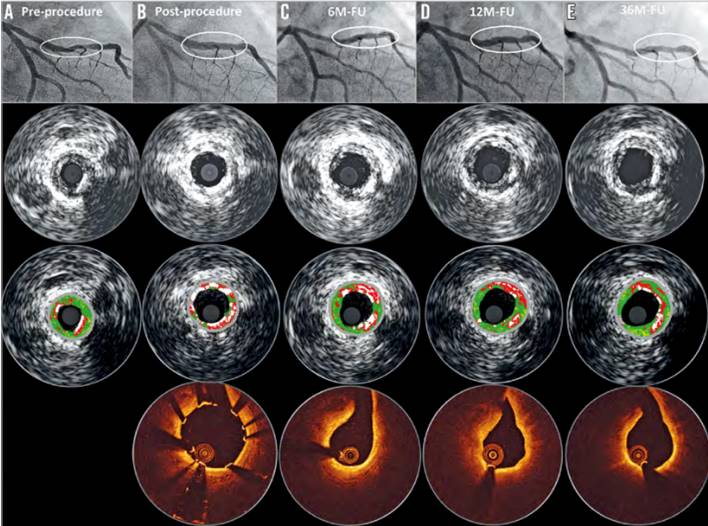 A Pre-procedure
B Post-procedure
C 6M-FU
D 12M-FU
E 36M-FU